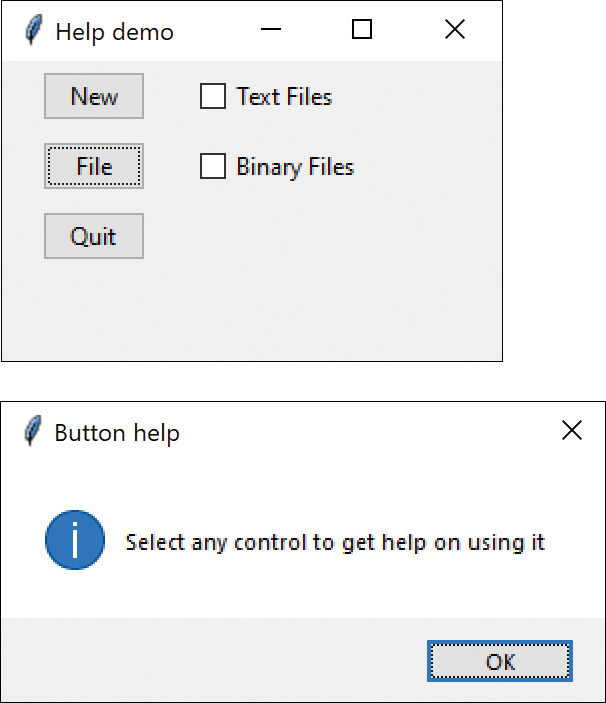 Help demo
New
Text Files
File
Binary Files
Quit
Button help
Select any control to get help on using it
OK